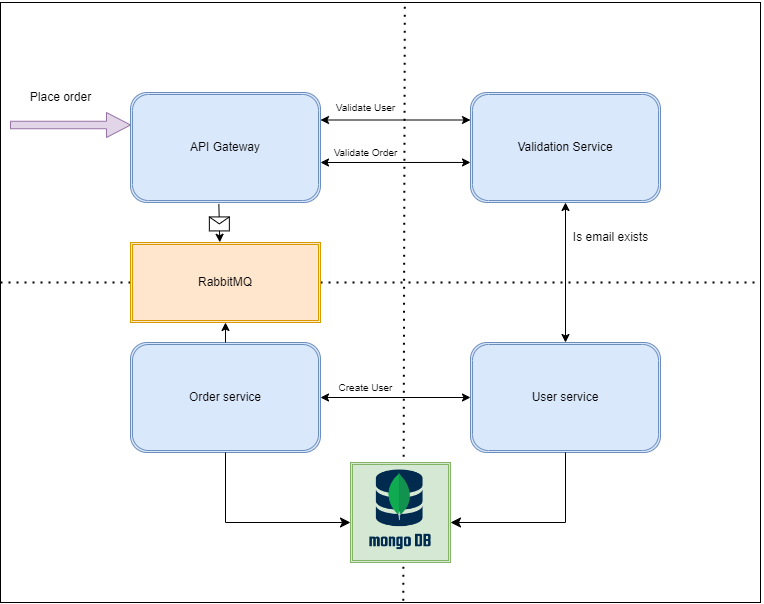 Place order
API Gateway
Validate User
Validate Order
Validation Service
Is email exists
RabbitMQ
Order service
Create User
User service
mongo DB